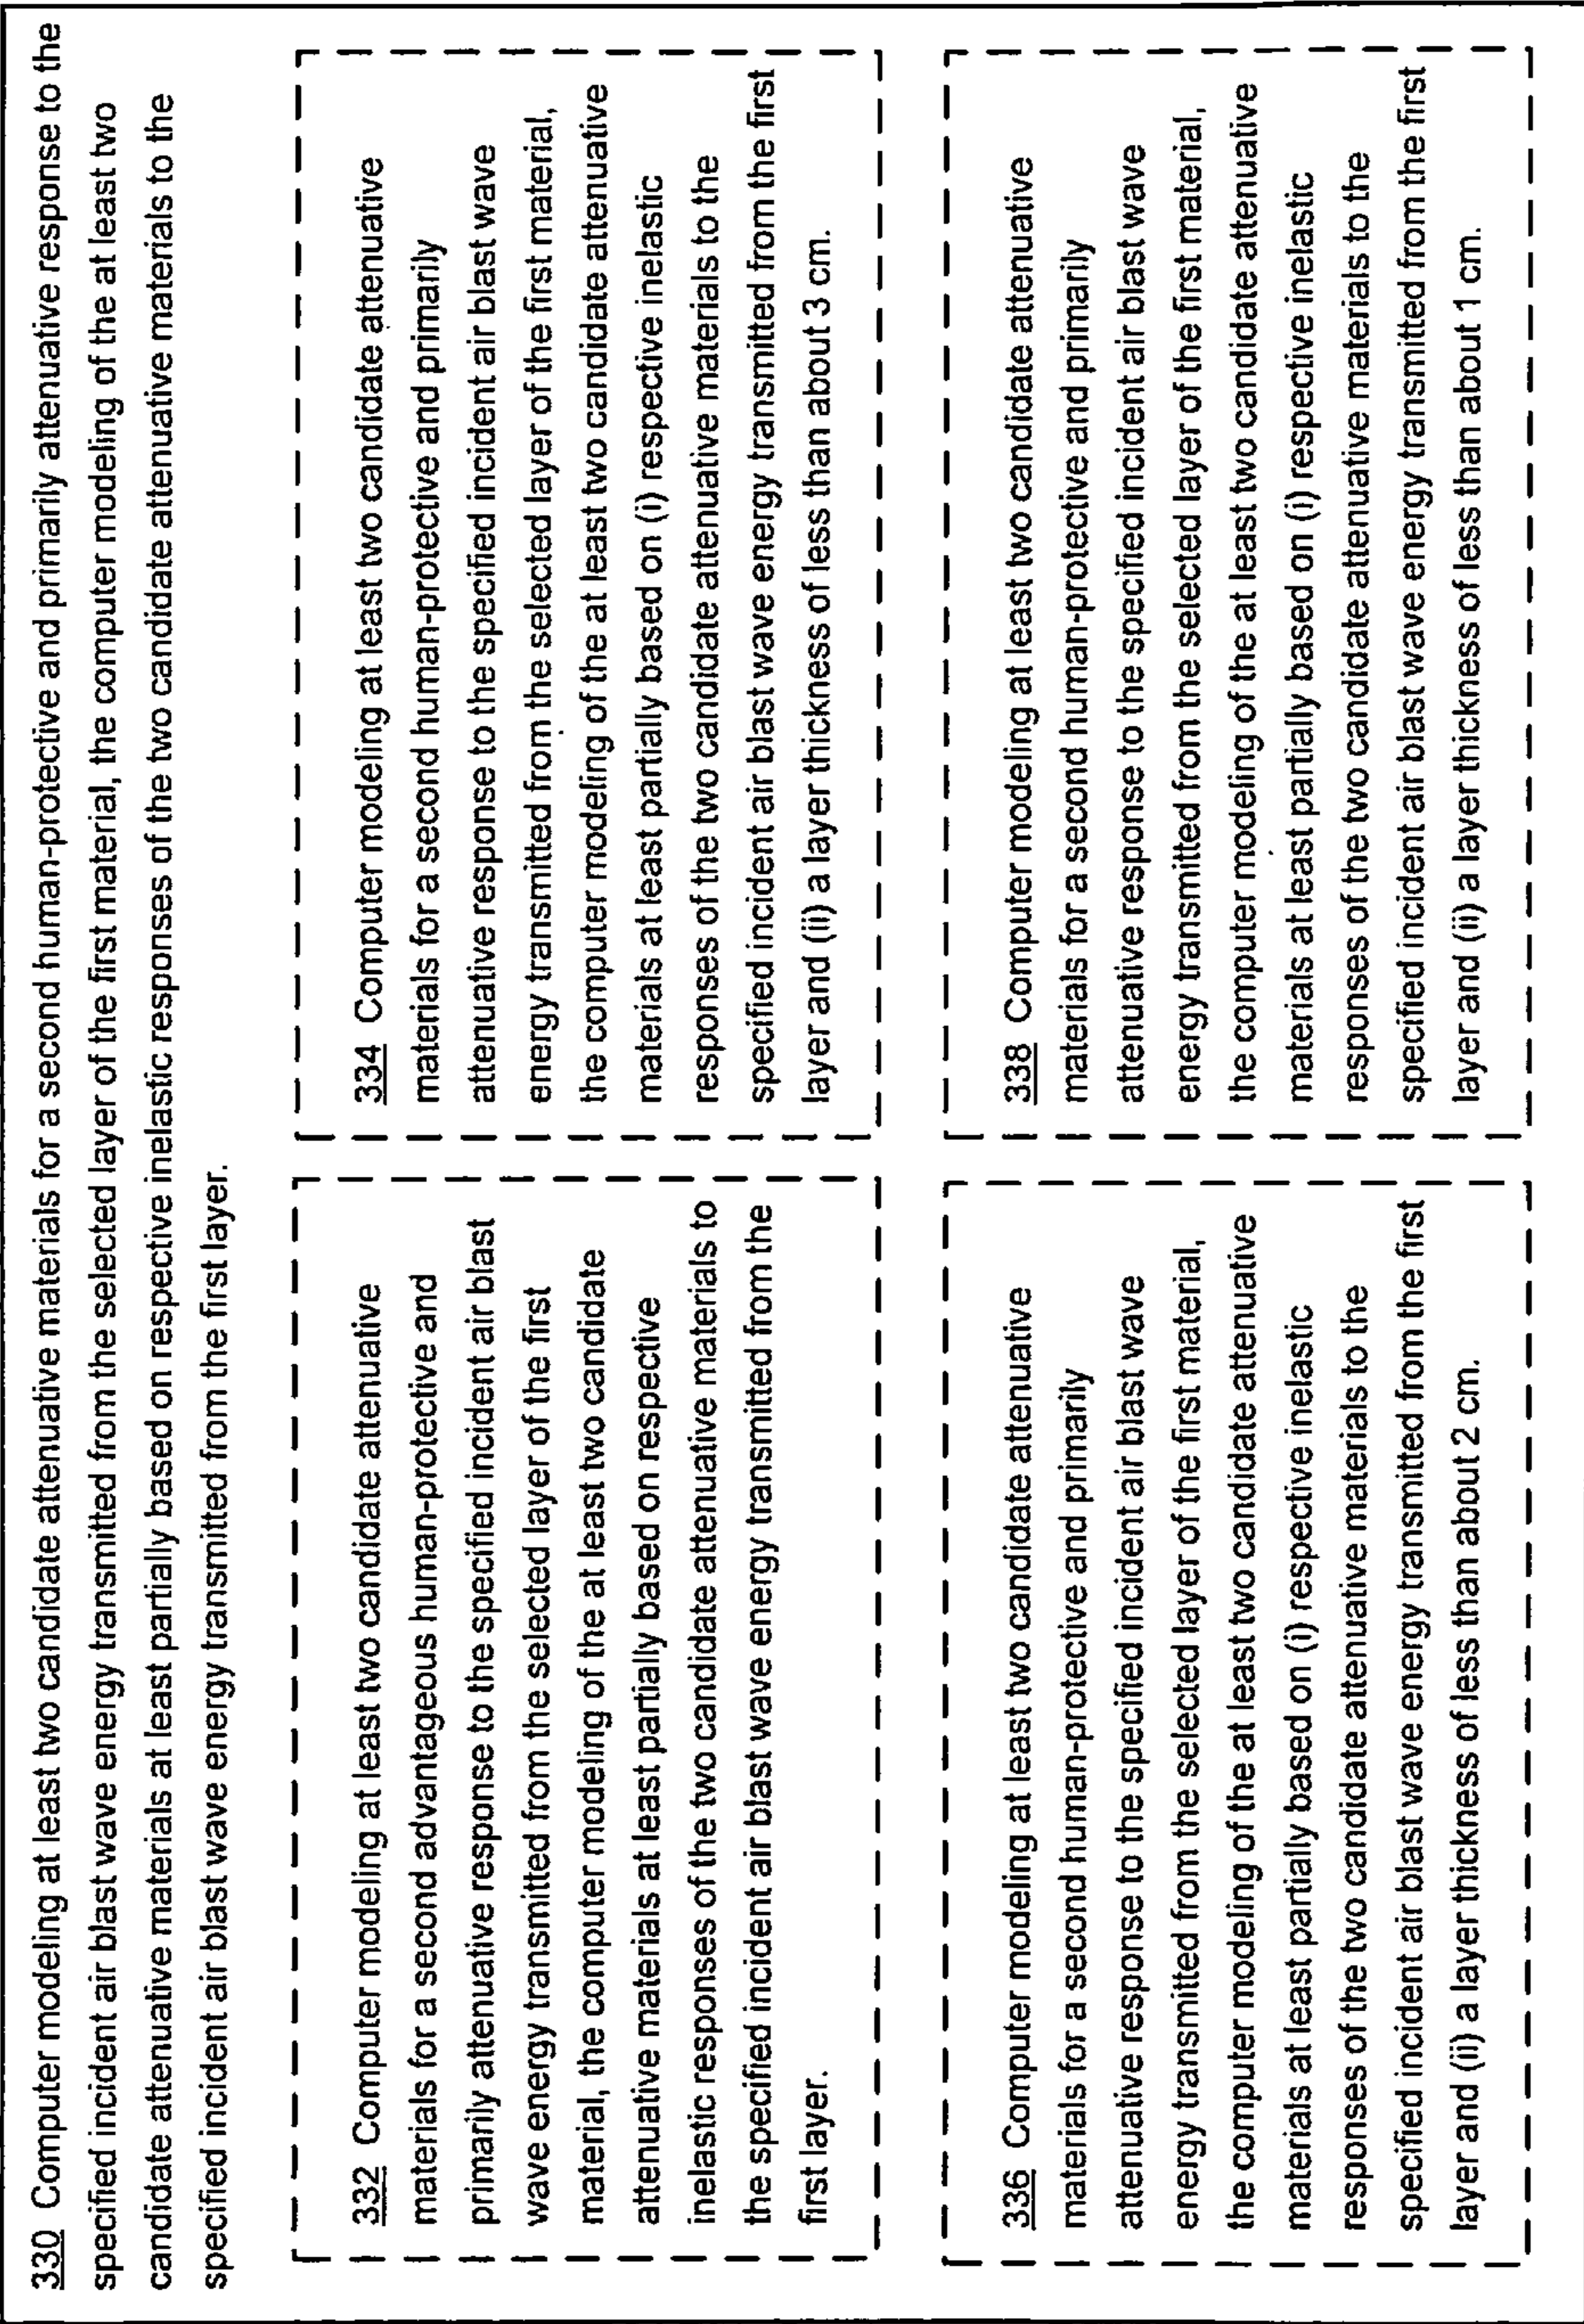 330 Computer modeling at least two candidate attenuative materials for a second human-protective and primarily attenuative response to the
specified incident air blast wave energy transmitted from the selected layer of the first material, the computer modeling of the at least two
candidate attenuative materials at least partially based on respective inelastic responses of the two candidate attenuative materials to the
specified incident air blast wave energy transmitted from the first layer.
332 Computer modeling at least two candidate attenuative
materials for a second advantageous human-protective and
primarily attenuative response to the specified incident air blast
wave energy transmitted from the selected layer of the first
material, the computer modeling of the at least two candidate
attenuative materials at least partially based on respective
inelastic responses of the two candidate attenuative materials to
the specified incident air blast wave energy transmitted from the
first layer.
334 Computer modeling at least two candidate attenuative
materials for a second human-protective and primarily
attenuative response to the specified incident air blast wave
energy transmitted from the selected layer of the first material,
the computer modeling of the at least two candidate attenuative
materials at least partially based on (i) respective inelastic
responses of the two candidate attenuative materials to the
specified incident air blast wave energy transmitted from the first
layer and (ii) a layer thickness of less than about 3 cm.
336 Computer modeling at least two candidate attenuative
materials for a second human-protective and primarily
attenuative response to the specified incident air blast wave
energy transmitted from the selected layer of the first material,
the computer modeling of the at least two candidate attenuative
materials at least partially based on (i) respective inelastic
responses of the two candidate attenuative materials to the
specified incident air blast wave energy transmitted from the first
layer and (ii) a layer thickness of less than about 2 cm.
338 Computer modeling at least two candidate attenuative
materials for a second human-protective and primarily
attenuative response to the specified incident air blast wave
energy transmitted from the selected layer of the first material,
the computer modeling of the at least two candidate attenuative
materials at least partially based on (i) respective inelastic
responses of the two candidate attenuative materials to the
specified incident air blast wave energy transmitted from the first
layer and (ii) a layer thickness of less than about 1 cm.